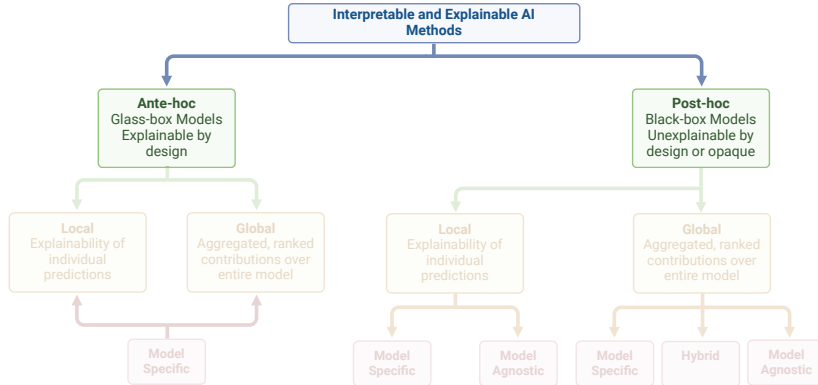 Interpretable and Explainable AI
Methods
Ante-hoc
Glass-box Models
Explainable by
design
Post-hoc
Black-box Models
Unexplainable by
design or opaque
Local
Explainability of
individual
predictions
Global
Aggregated, ranked
contributions over
entire model
Local
Explainability of
individual
predictions
Global
Aggregated, ranked
contributions over
entire model
Model
Specific
Model
Specific
Model
Agnostic
Model
Specific
Hybrid
Model
Agnostic